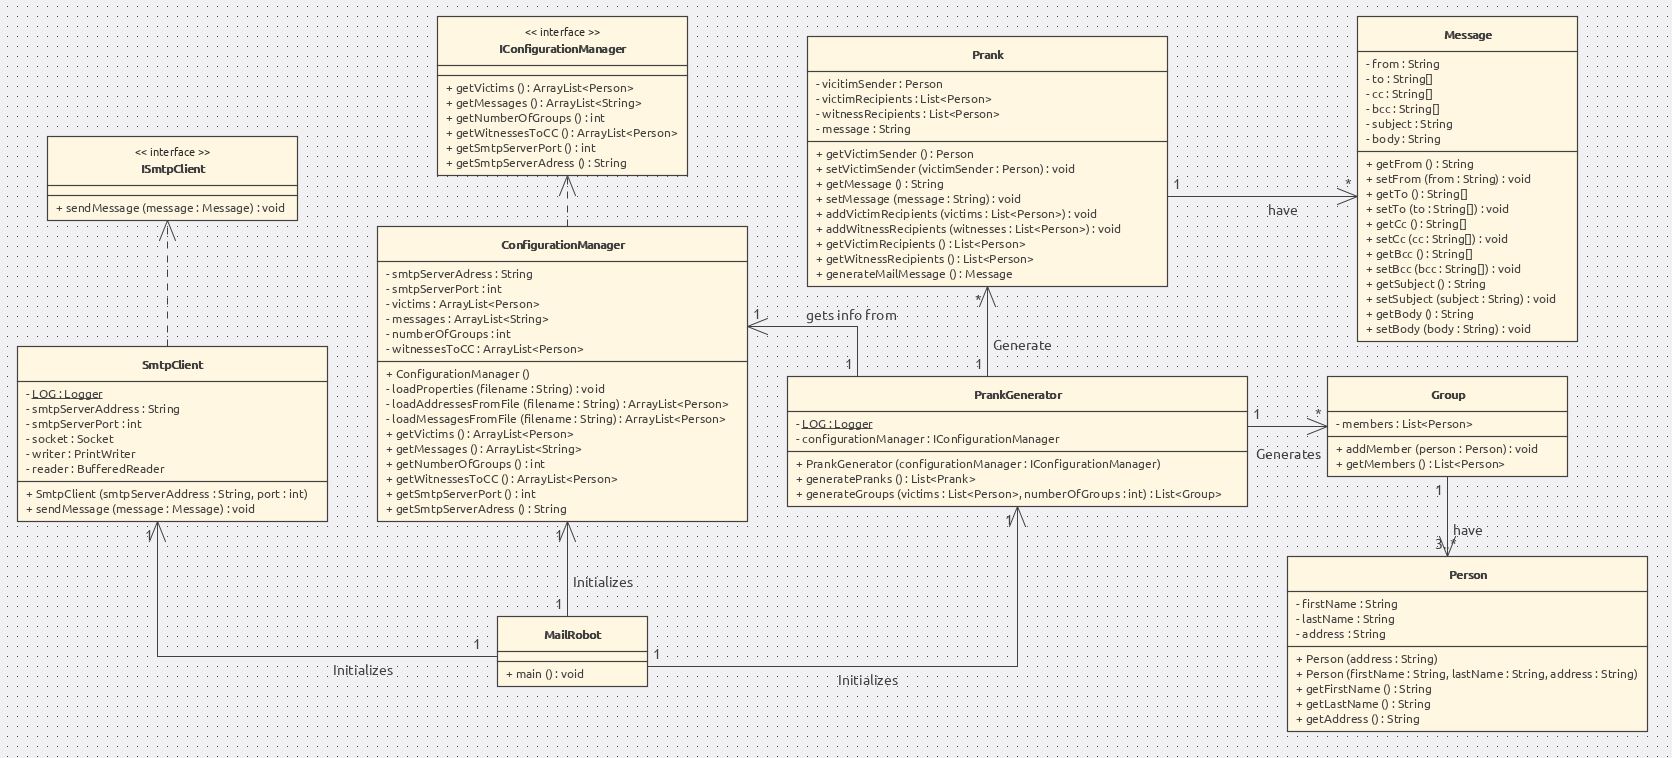 << interface >>
ISmtpClient
+ sendMessage (message : Message) : void
<< interface >>
IConfigurationManager
+ getVictims () : ArrayList<Person>
+ getMessages () : ArrayList<String>
+ getNumberOfGroups () : int
+ getWitnessesToCC () : ArrayList<Person>
+ getSmtpServerPort () : int
+ getSmtpServerAdress () : String
Prank
- vicitimSender : Person
- victimRecipients : List<Person>
- witnessRecipients : List<Person>
- message : String
+ getVictimSender () : Person
+ setVictimSender (victimSender : Person) : void
+ getMessage () : String
+ setMessage (message : String) : void
+ addVictimRecipients (victims : List<Person>) : void
+ addWitnessRecipients (witnesses : List<Person>) : void
+ getVictimRecipients () : List<Person>
+ getWitnessRecipients () : List<Person>
+ generateMailMessage () : Message
1
*
have
Message
- from : String
- to : String[]
- cc : String[]
- bcc : String[]
- subject : String
- body : String
+ getFrom () : String
+ setFrom (from : String) : void
+ getTo () : String[]
+ setTo (to : String[]) : void
+ getCc () : String[]
+ setCc (cc : String[]) : void
+ getBcc () : String[]
+ setBcc (bcc : String[]) : void
+ getSubject () : String
+ setSubject (subject : String) : void
+ getBody () : String
+ setBody (body : String) : void
SmtpClient
- LOG : Logger
- smtpServerAddress : String
- smtpServerPort : int
- socket : Socket
- writer : PrintWriter
- reader : BufferedReader
+ SmtpClient (smtpServerAddress : String, port : int)
+ sendMessage (message : Message) : void
ConfigurationManager
- smtpServerAdress : String
- smtpServerPort : int
- victims : ArrayList<Person>
- messages : ArrayList<String>
- numberOfGroups : int
- witnessesToCC : ArrayList<Person>
+ ConfigurationManager ()
- loadProperties (filename : String) : void
- loadAddressesFromFile (filename : String) : ArrayList<Person>
- loadMessagesFromFile (filename : String) : ArrayList<Person>
+ getVictims () : ArrayList<Person>
+ getMessages () : ArrayList<String>
+ getNumberOfGroups () : int
+ getWitnessesToCC () : ArrayList<Person>
+ getSmtpServerPort () : int
+ getSmtpServerAdress () : String
1
gets info from
1
*
Generate
1
PrankGenerator
- LOG : Logger
- configurationManager : IConfigurationManager
+ PrankGenerator (configurationManager : IConfigurationManager)
+ generatePranks () : List<Prank>
+ generateGroups (victims : List<Person>, numberOfGroups : int) : List<Group>
1
*
Generates
Group
- members : List<Person>
+ addMember (person : Person) : void
+ getMembers () : List<Person>
1
have
3..*
Person
- firstName : String
- lastName : String
- address : String
+ Person (address : String)
+ Person (firstName : String, lastName : String, address : String)
+ getFirstName () : String
+ getLastName () : String
+ getAddress () : String
1
1
1
Initializes
1
MailRobot
+ main () : void
1
Initializes
1
Initializes